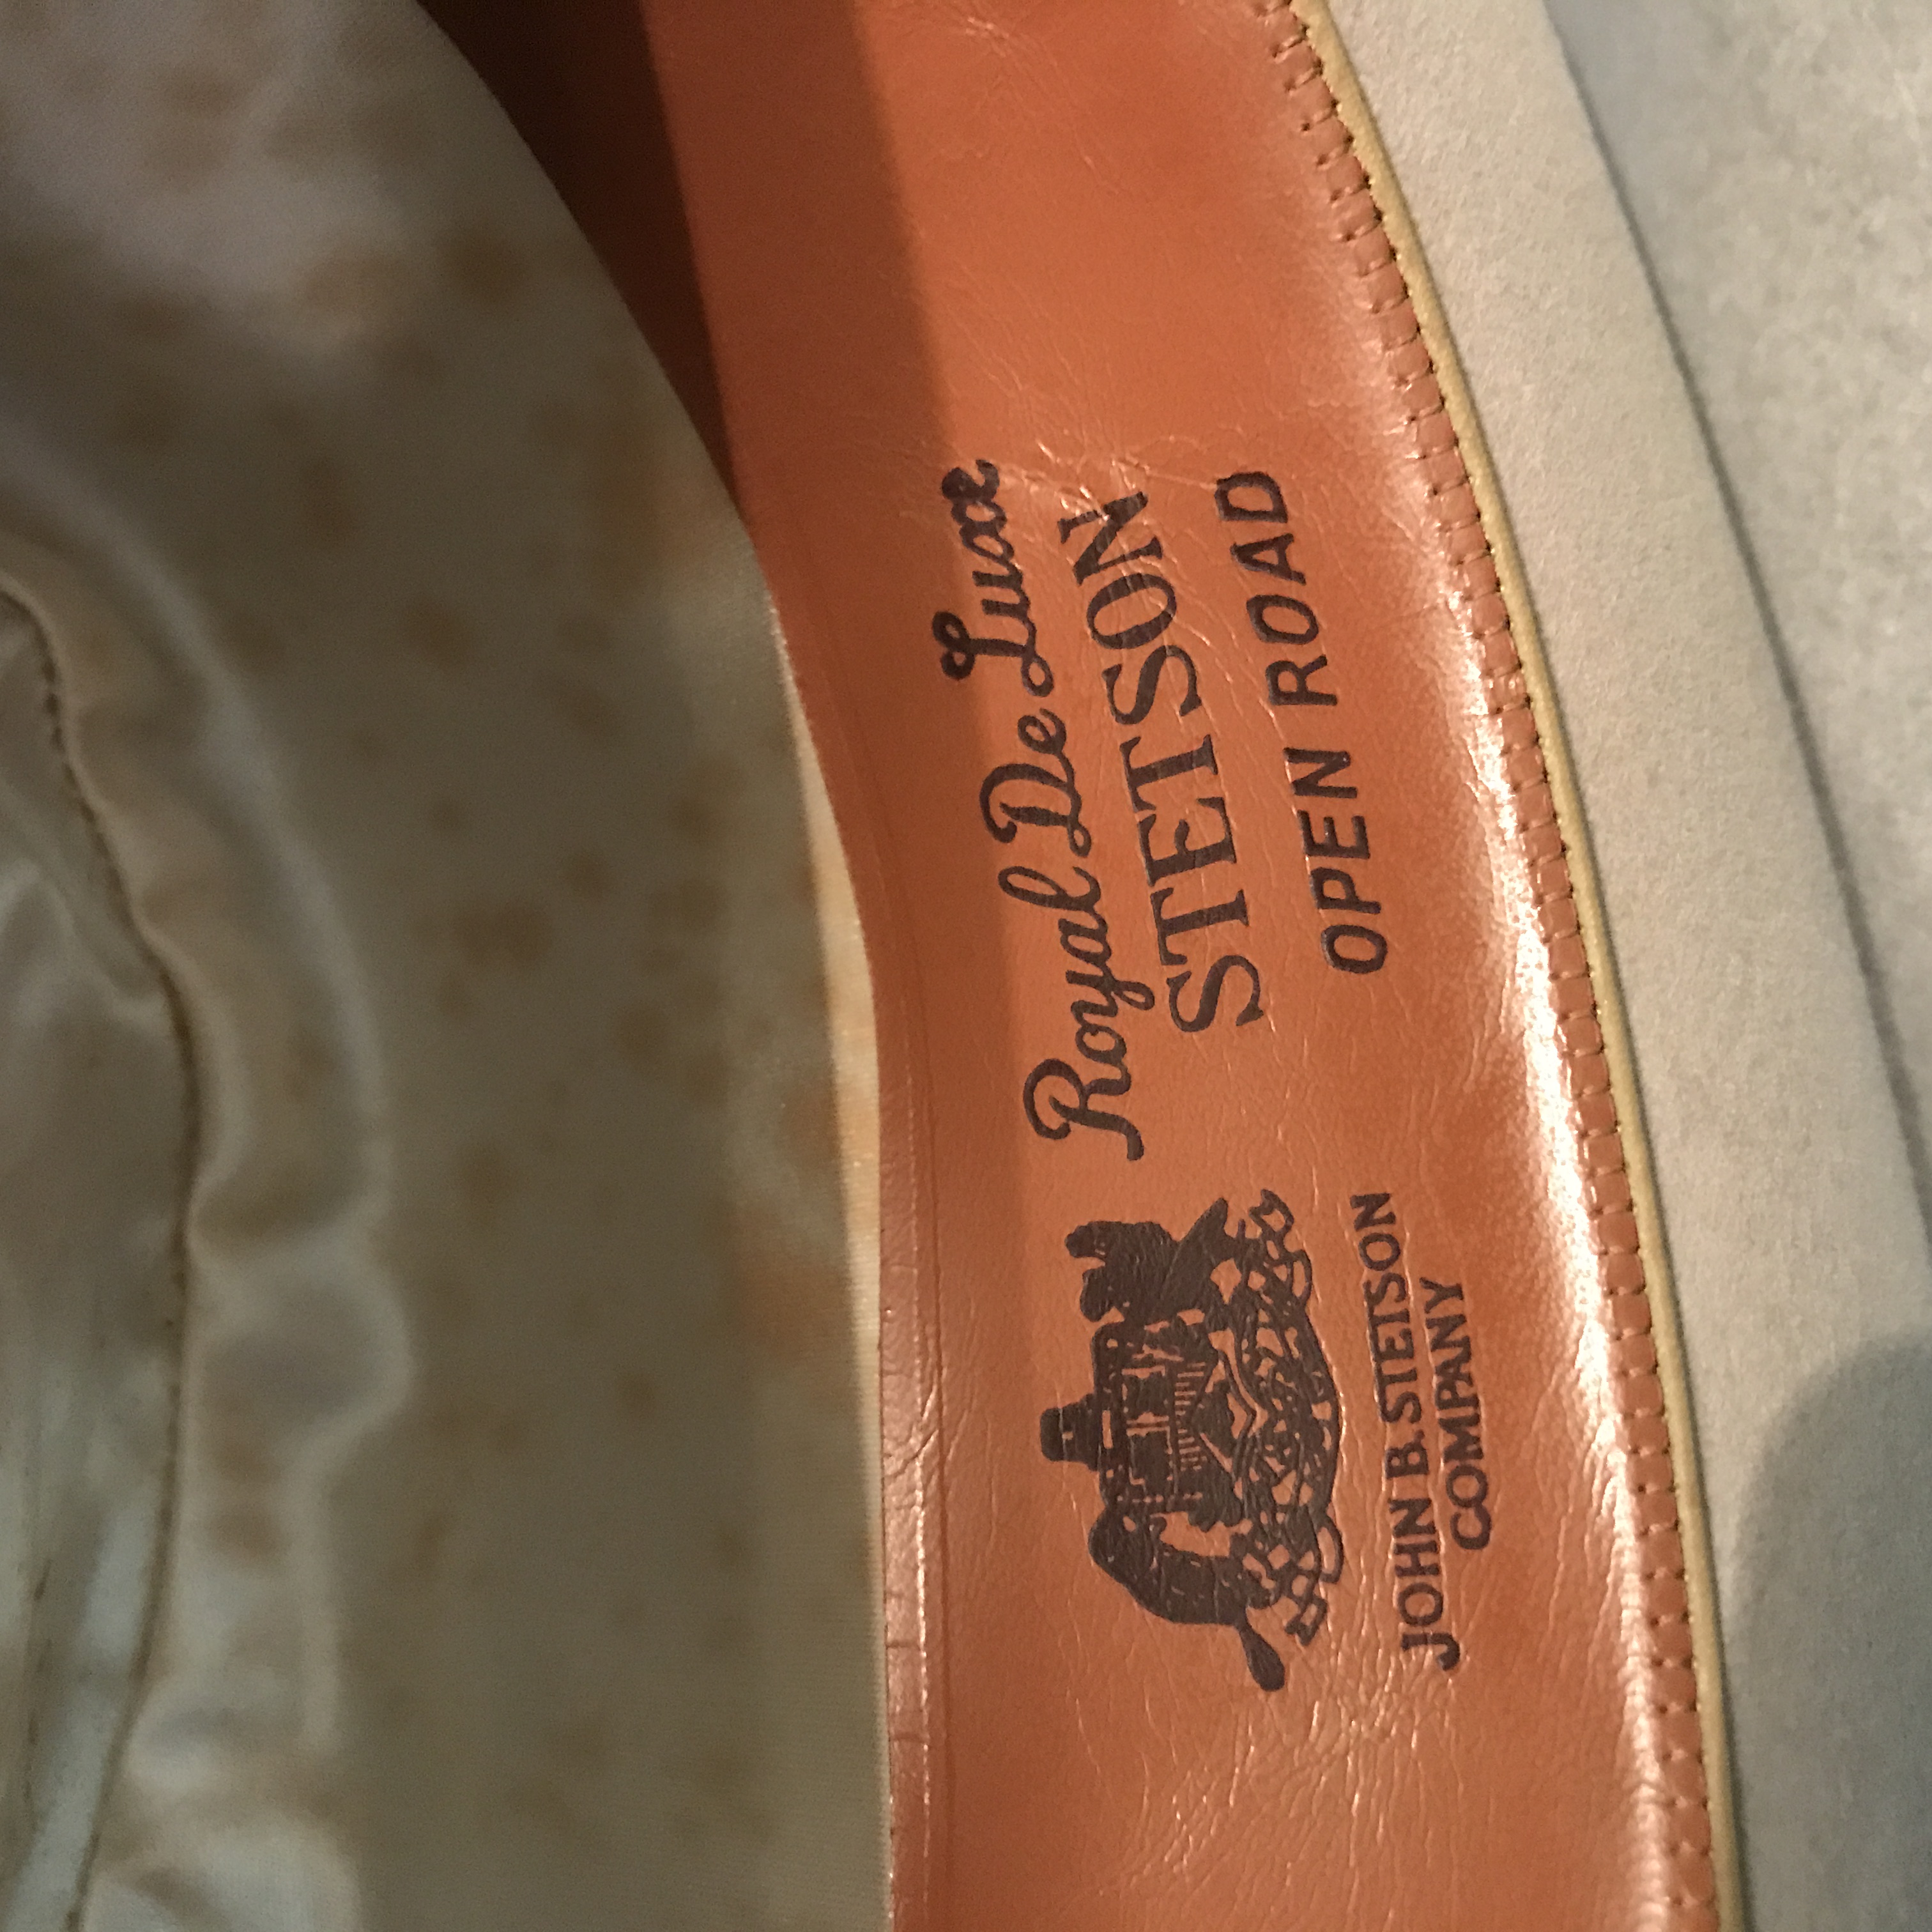 Royal De Luxe
STETSON
OPEN ROAD
JOHN B. STETSON
COMPANY